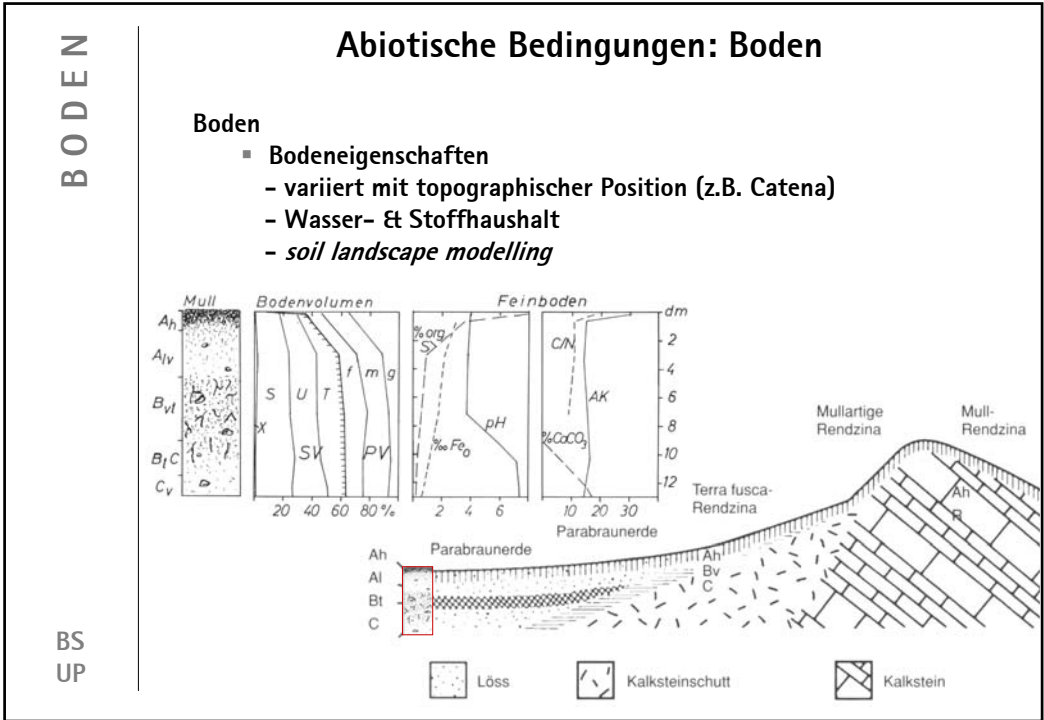 BODEN
Abiotische Bedingungen: Boden
Boden
▪ Bodeneigenschaften
- variiert mit topographischer Position (z.B. Catena)
- Wasser- & Stoffhaushalt
- soil landscape modelling
Mull
Bodenvolumen
Feinboden
dm
Ah
Alv
Bvt
BtC
Cv
S U T f m g
X
SV PV
20 40 60 80 %
% org
S
‰ Feo
pH
2 4 6
C/N
AK
% CaCO3
10 20 30
2
4
6
8
10
12
Parabraunerde
Mullartige
Rendzina
Mull-
Rendzina
Terra fusca-
Rendzina
Parabraunerde
Ah
Al
Bt
C
Ah
Bv
C
Ah
R
BS
UP
Löss
Kalksteinschutt
Kalkstein